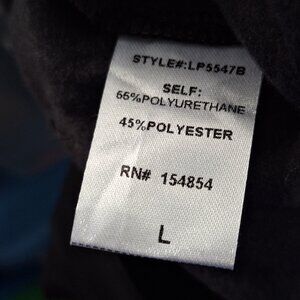 STYLE#:LP5547B
SELF:
55%POLYURETHANE
45%POLYESTER
RN# 154854
L